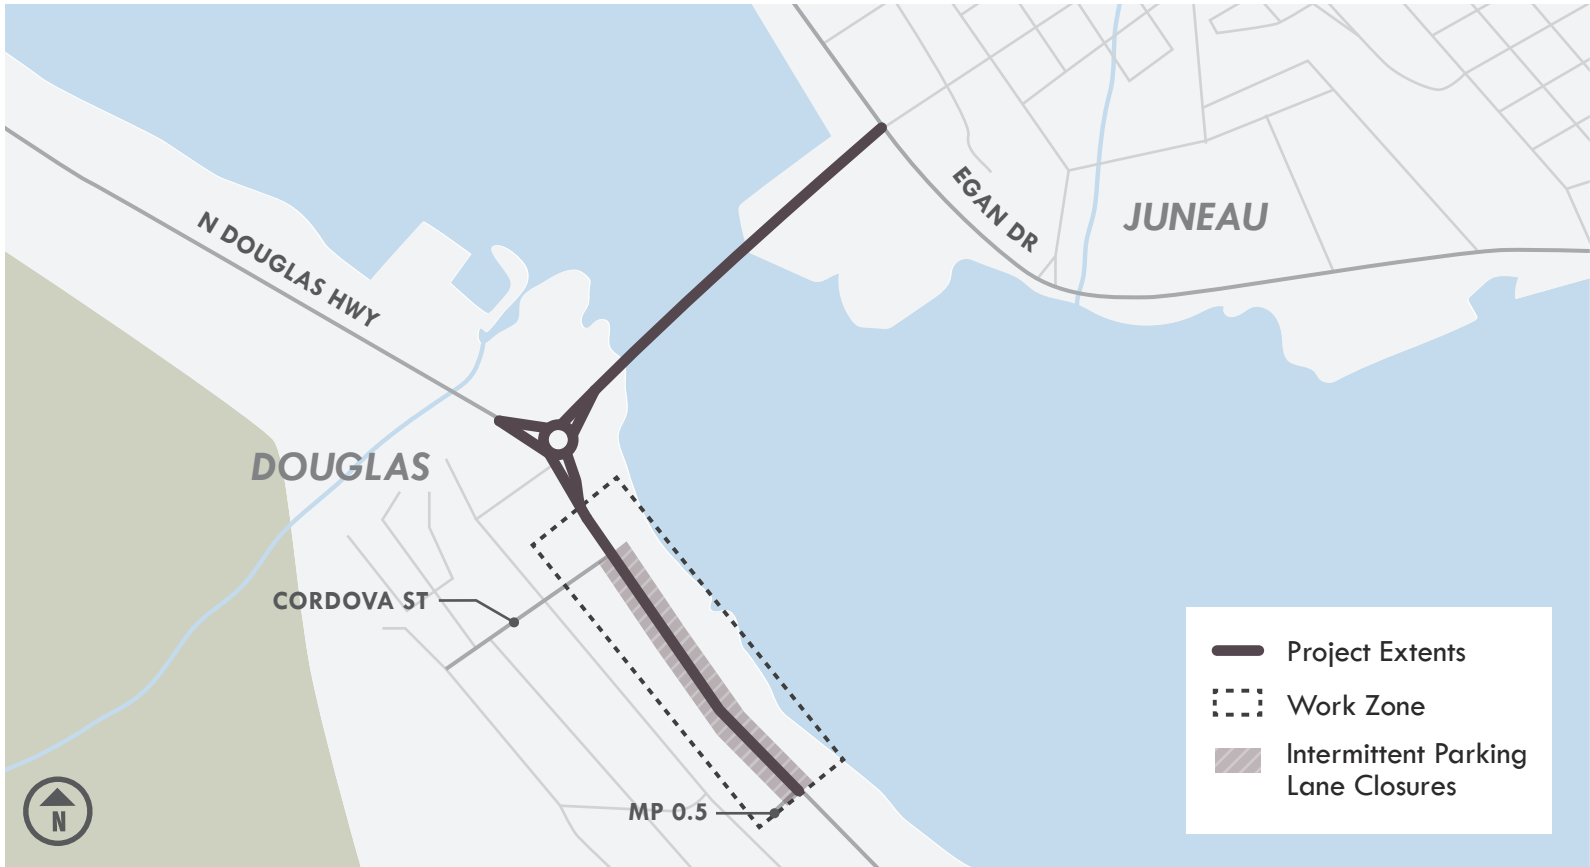 N DOUGLAS HWY
EGAN DR
JUNEAU
DOUGLAS
CORDOVA ST
MP 0.5
N
Project Extents
Work Zone
Intermittent Parking
Lane Closures